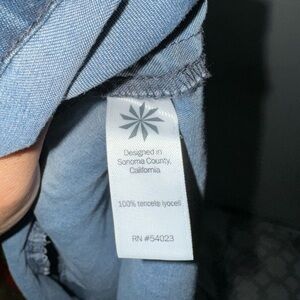 Designed in
Sonoma County,
California
100% tencel® lyocell
RN #54023